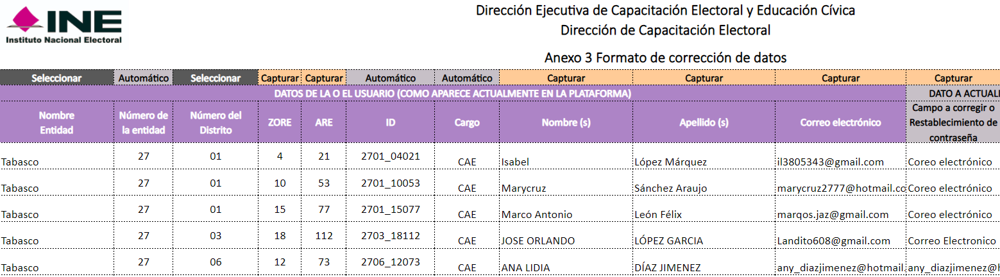 INE
Instituto Nacional Electoral
Dirección Ejecutiva de Capacitación Electoral y Educación Cívica
Dirección de Capacitación Electoral
Anexo 3 Formato de corrección de datos
Seleccionar Automático Seleccionar Capturar Capturar Automático Automático Capturar Capturar Capturar Capturar
DATOS DE LA O EL USUARIO (COMO APARECE ACTUALMENTE EN LA PLATAFORMA) DATO A ACTUALI
Nombre Entidad Número de la entidad Número del Distrito ZORE ARE ID Cargo Nombre (s) Apellido (s) Correo electrónico Campo a corregir o Restablecimiento de contraseña
Tabasco 27 01 4 21 2701_04021 CAE Isabel López Márquez il3805343@gmail.com Coreo electrónico
Tabasco 27 01 10 53 2701_10053 CAE Marycruz Sánchez Araujo marycruz2777@hotmail.co Coreo electrónico
Tabasco 27 01 15 77 2701_15077 CAE Marco Antonio León Félix marqos.jaz@gmail.com Coreo electrónico
Tabasco 27 03 18 112 2703_18112 CAE JOSE ORLANDO LÓPEZ GARCIA Landito608@gmail.com Correo Electronico
Tabasco 27 06 12 73 2706_12073 CAE ANA LIDIA DÍAZ JIMENEZ any_diazjimenez@hotmail. any_diazjimenez@h